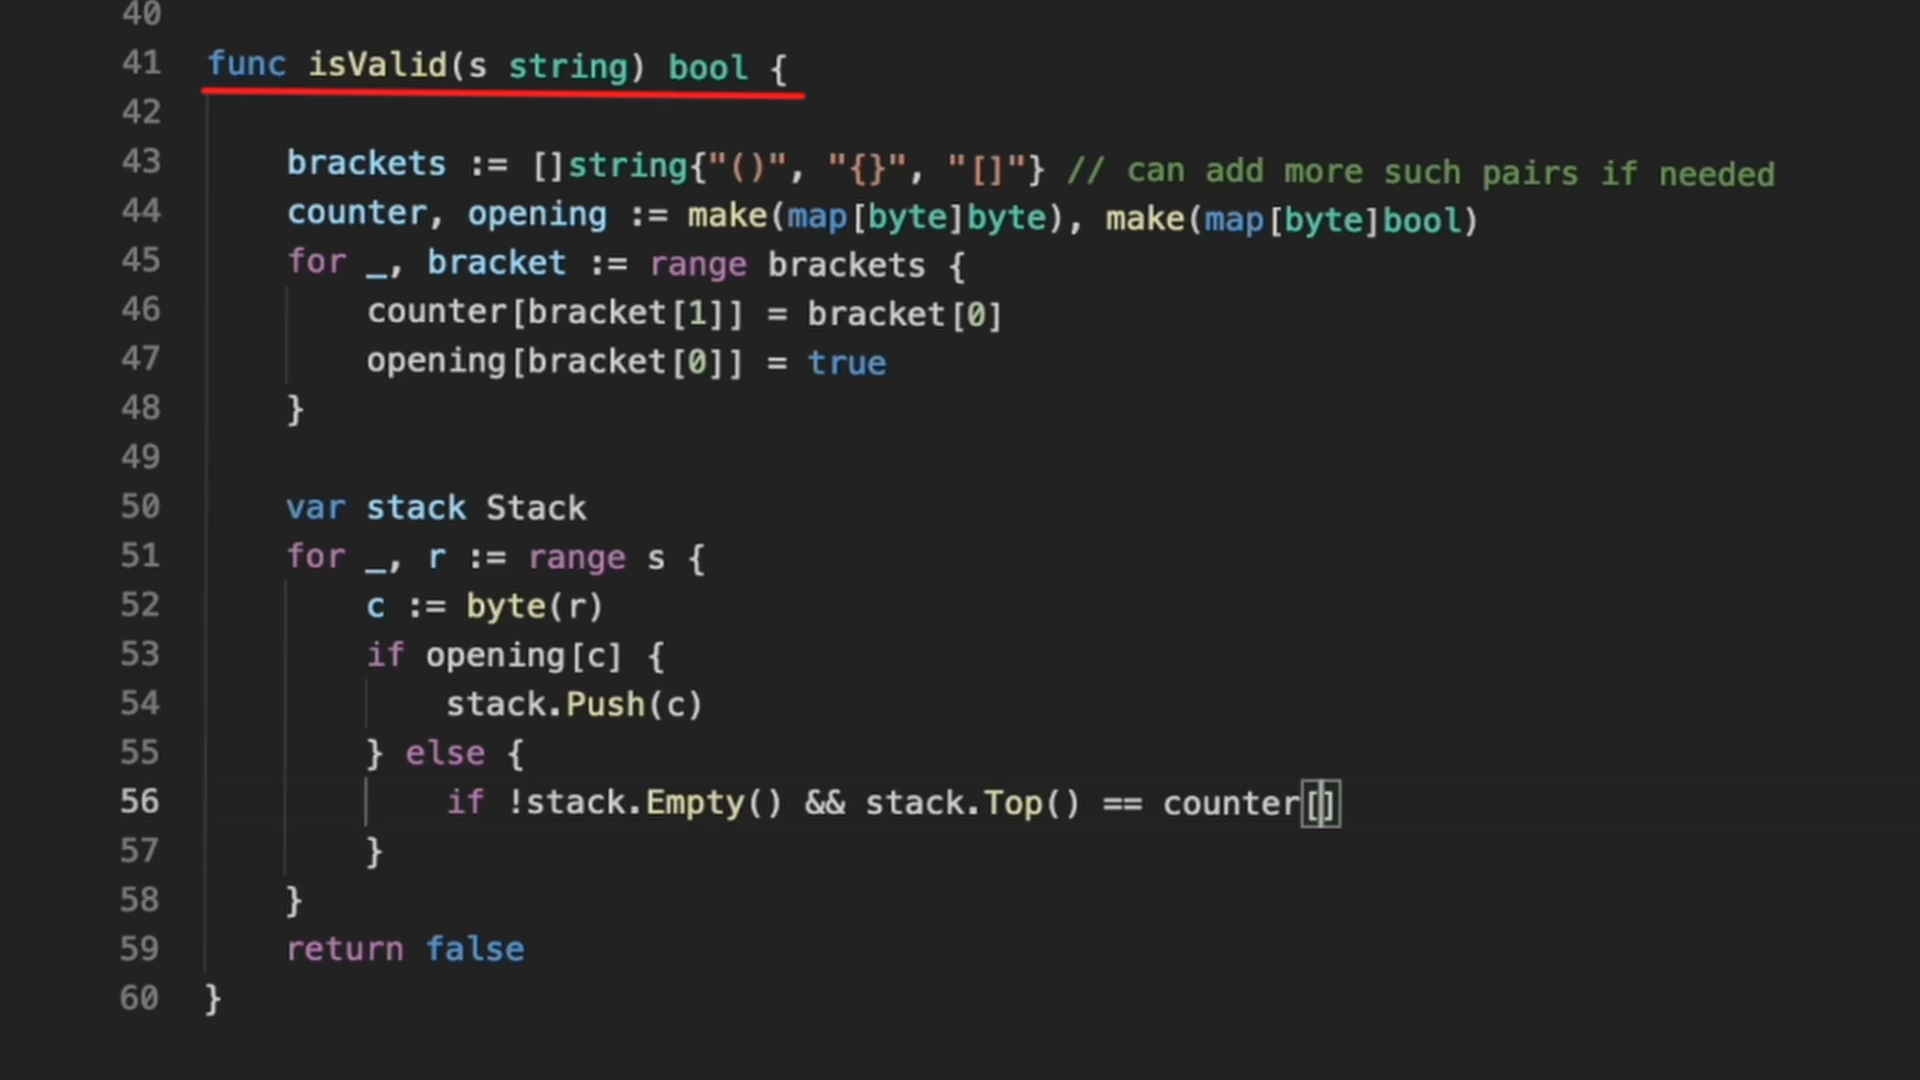 40
41 func isValid(s string) bool {
42
43 brackets := []string{"()", "{}", "[]"} // can add more such pairs if needed
44 counter, opening := make(map[byte]byte), make(map[byte]bool)
45 for _, bracket := range brackets {
46 counter[bracket[1]] = bracket[0]
47 opening[bracket[0]] = true
48 }
49
50 var stack Stack
51 for _, r := range s {
52 c := byte(r)
53 if opening[c] {
54 stack.Push(c)
55 } else {
56 if !stack.Empty() && stack.Top() == counter[]
57 }
58 }
59 return false
60 }